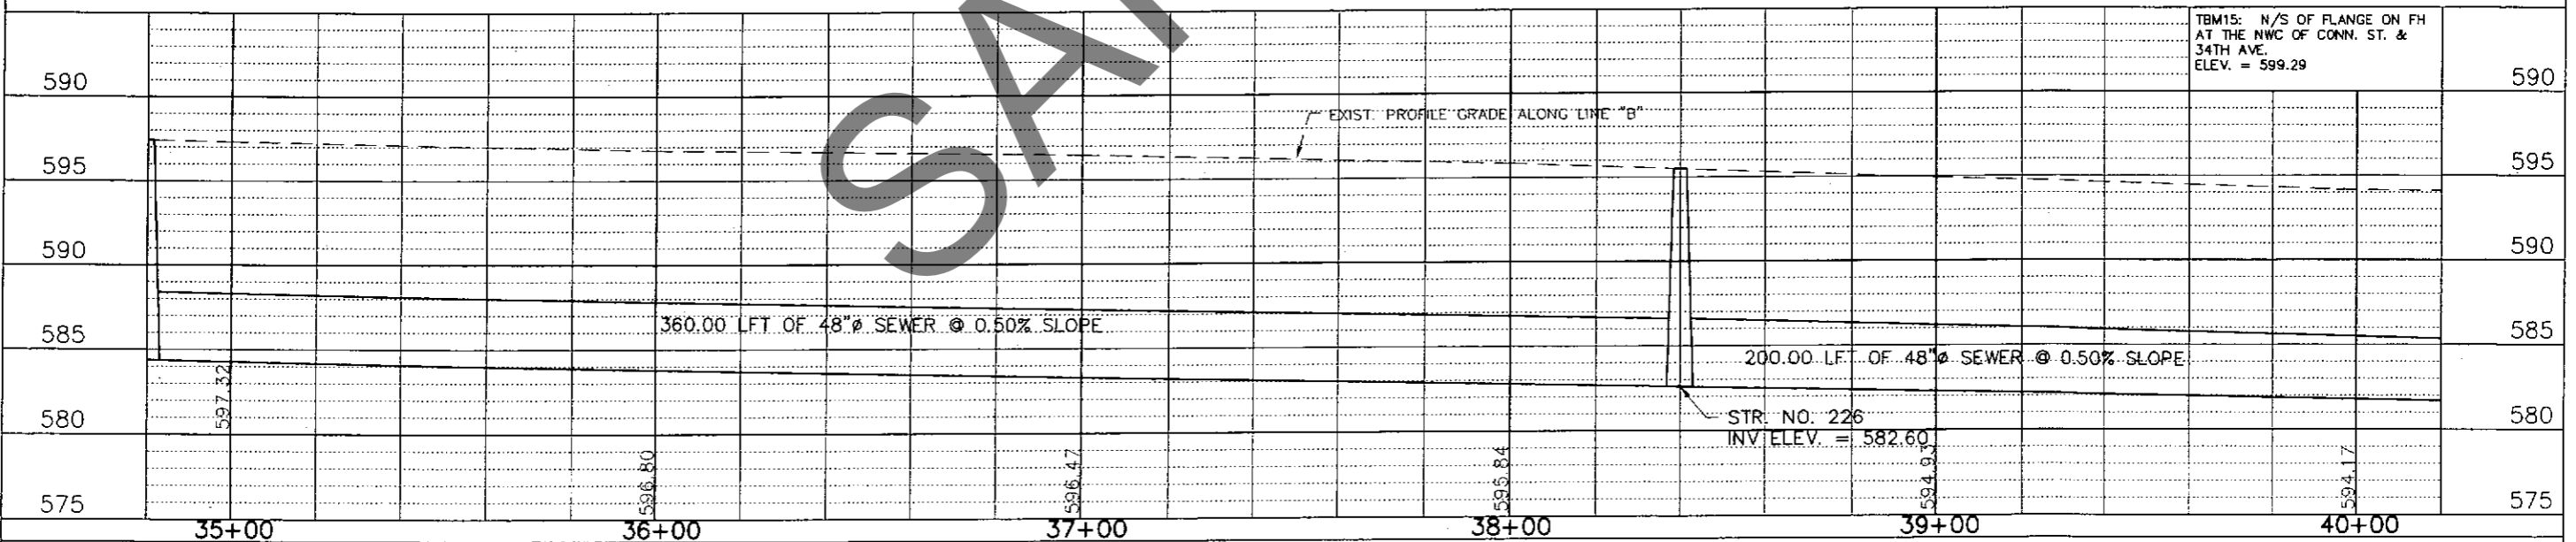 TBM15: N/S OF FLANGE ON FH
AT THE NWC OF CONN. ST. &
34TH AVE.
ELEV. = 599.29
590
590
EXIST. PROFILE GRADE ALONG LINE "B"
595
595
590
590
585
360.00 LFT OF 48"ø SEWER @ 0.50% SLOPE
585
200.00 LFT OF 48"ø SEWER @ 0.50% SLOPE
580
STR. NO. 226
INV ELEV. = 582.60
580
597.32
596.80
596.47
595.84
594.93
594.17
575
575
35+00
36+00
37+00
38+00
39+00
40+00